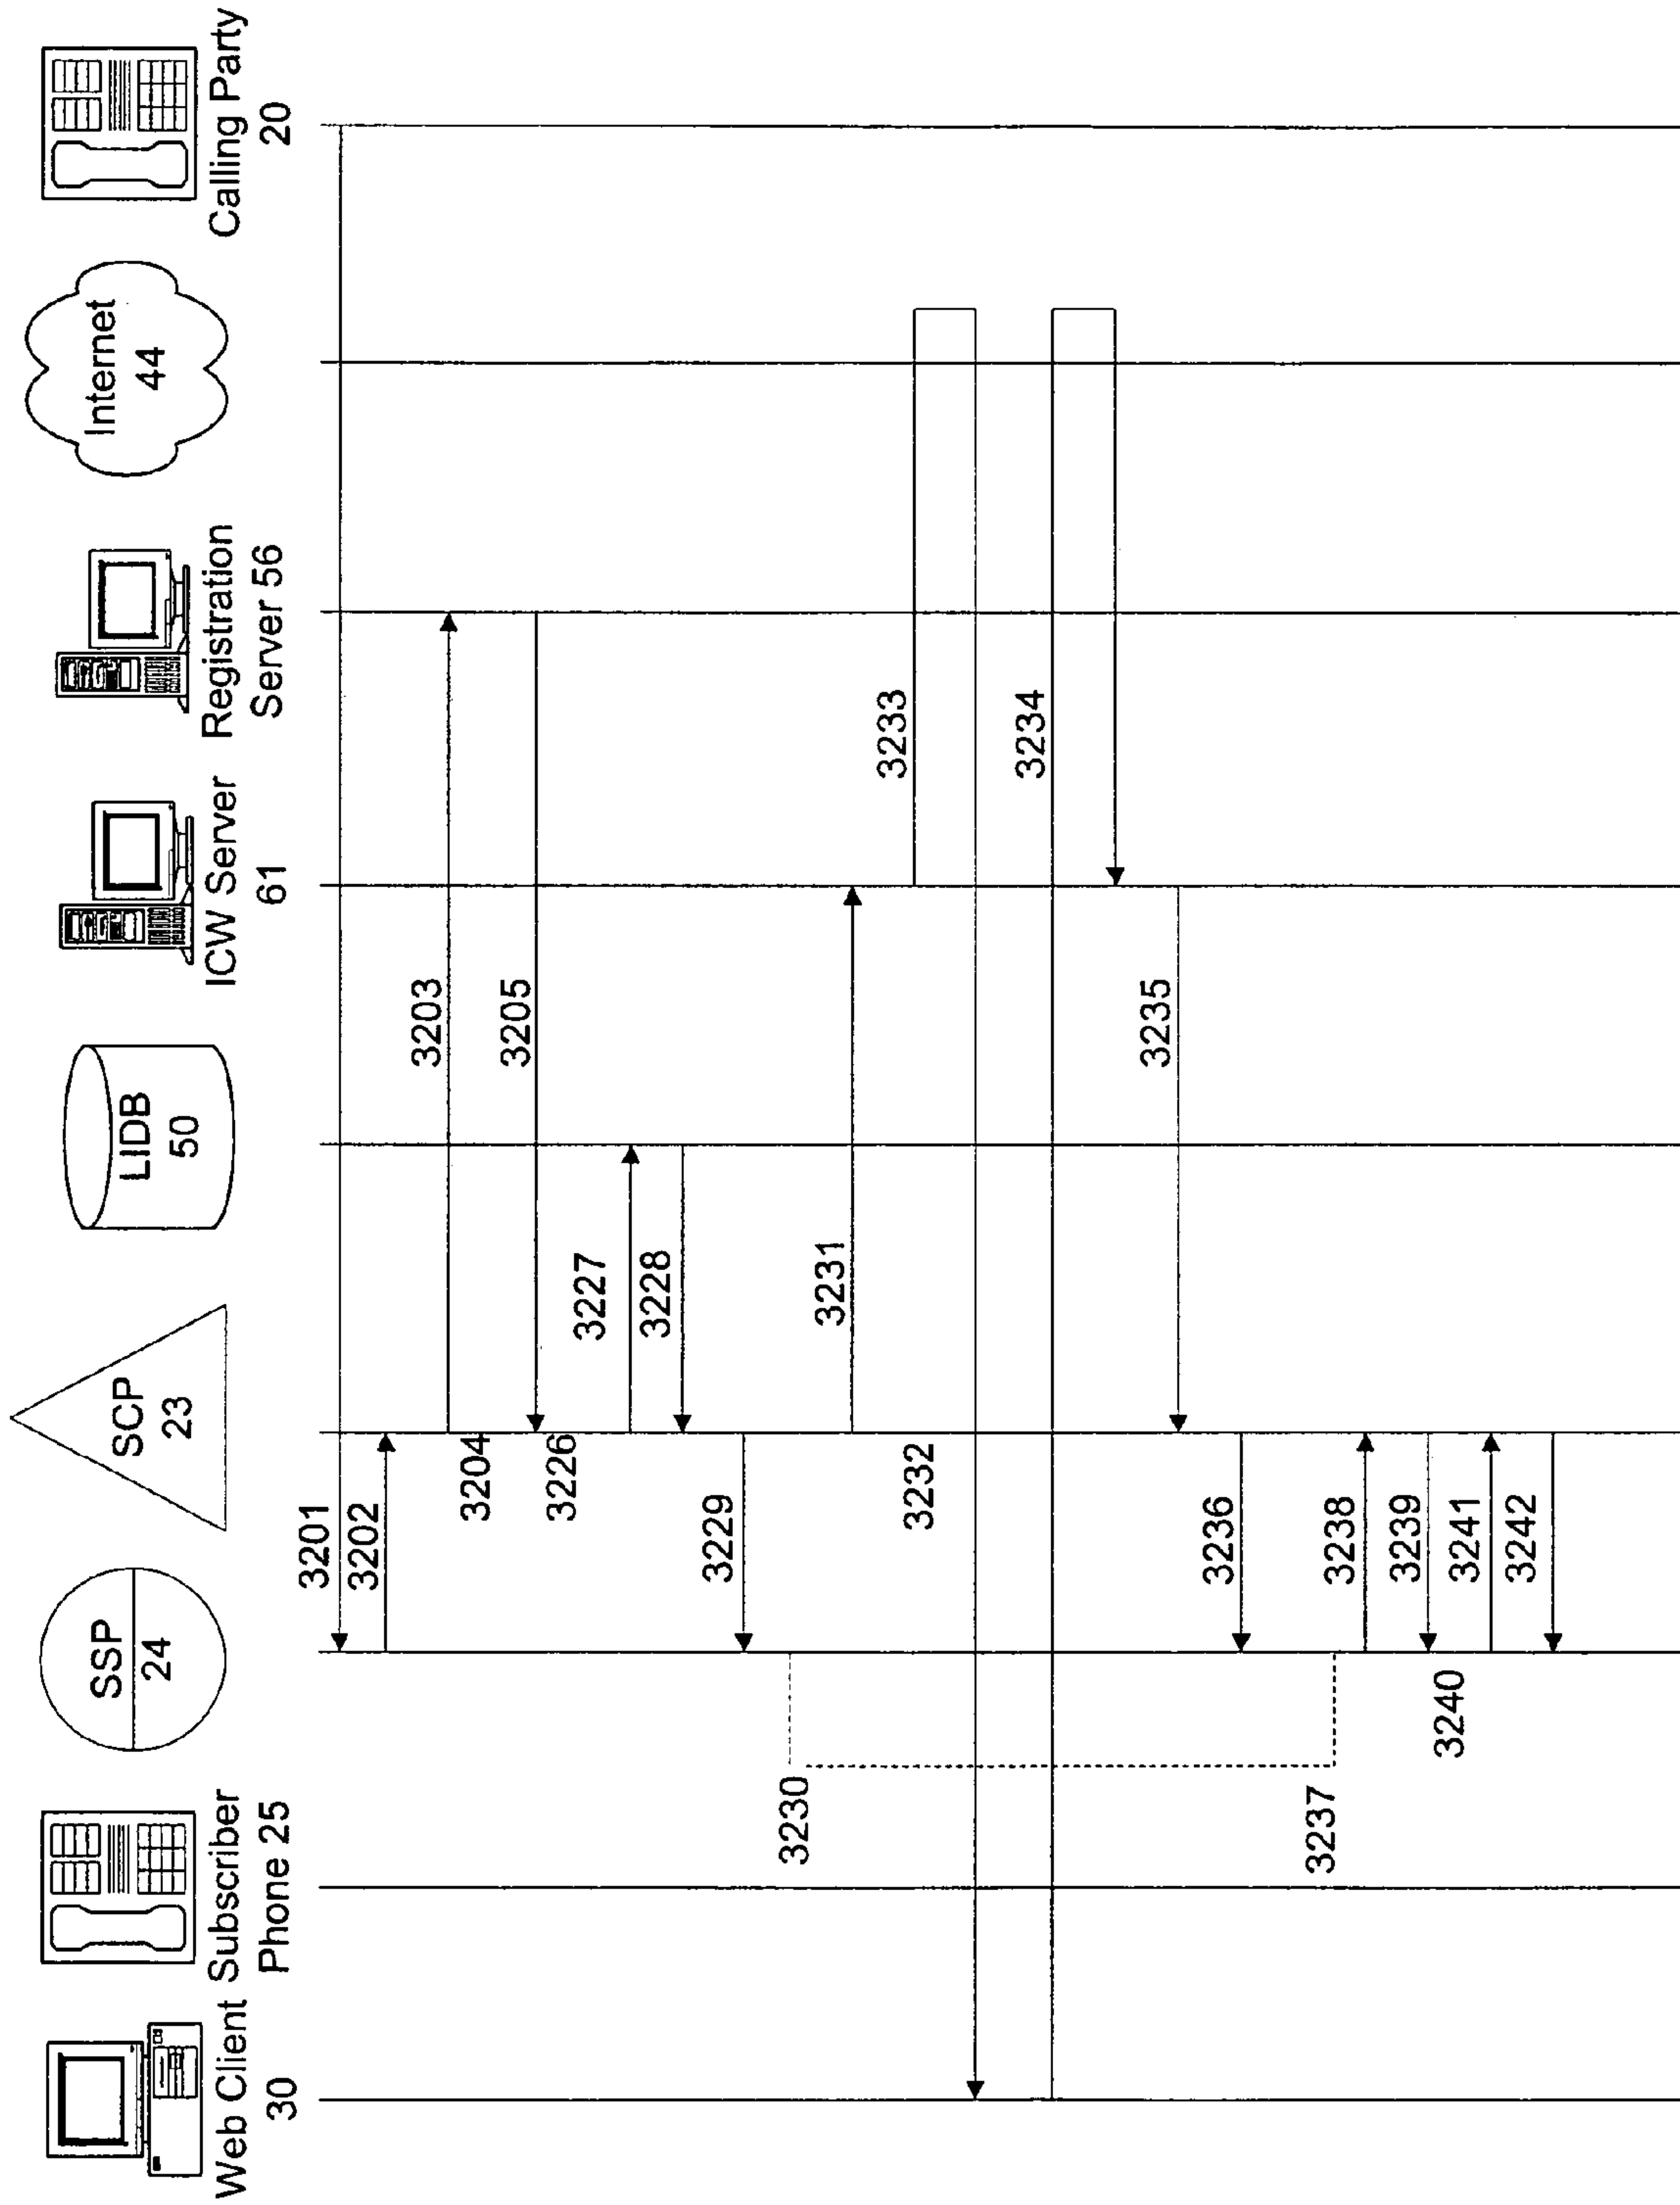 Web Client
30
Subscriber
Phone 25
SSP
24
SCP
23
LIDB
50
ICW Server
61
Registration
Server 56
Internet
44
Calling Party
20
3201
3202
3203
3204
3205
3226
3227
3228
3229
3230
3231
3232
3233
3234
3235
3236
3237
3238
3239
3240
3241
3242